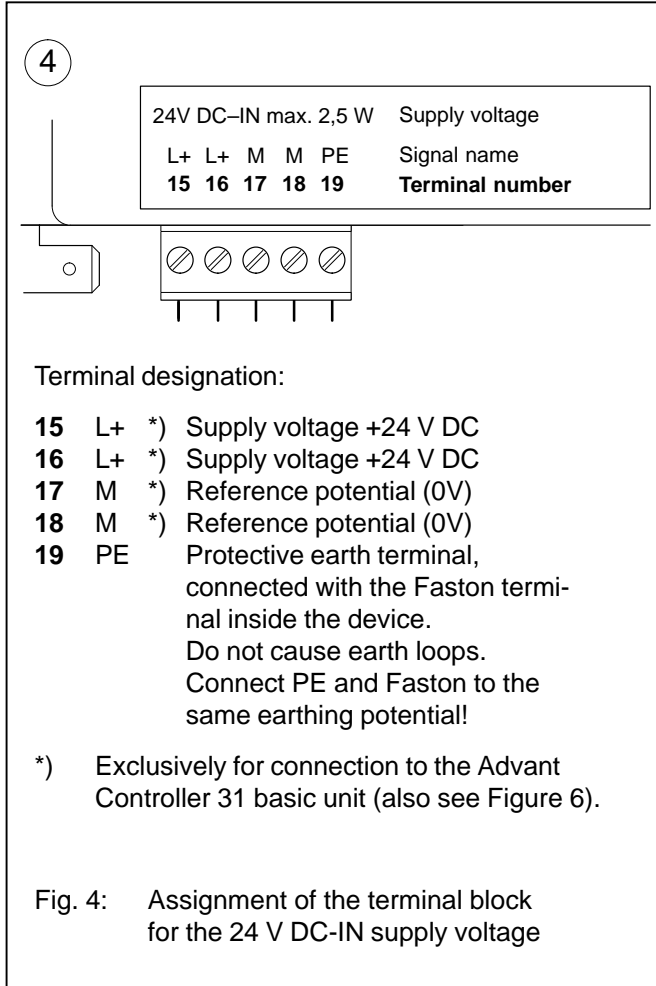 4
24V DC–IN max. 2,5 W Supply voltage
L+ L+ M M PE Signal name
15 16 17 18 19 Terminal number
Terminal designation:
15 L+ *) Supply voltage +24 V DC
16 L+ *) Supply voltage +24 V DC
17 M *) Reference potential (0V)
18 M *) Reference potential (0V)
19 PE Protective earth terminal,
connected with the Faston termi-
nal inside the device.
Do not cause earth loops.
Connect PE and Faston to the
same earthing potential!
*) Exclusively for connection to the Advant
Controller 31 basic unit (also see Figure 6).
Fig. 4: Assignment of the terminal block
for the 24 V DC-IN supply voltage